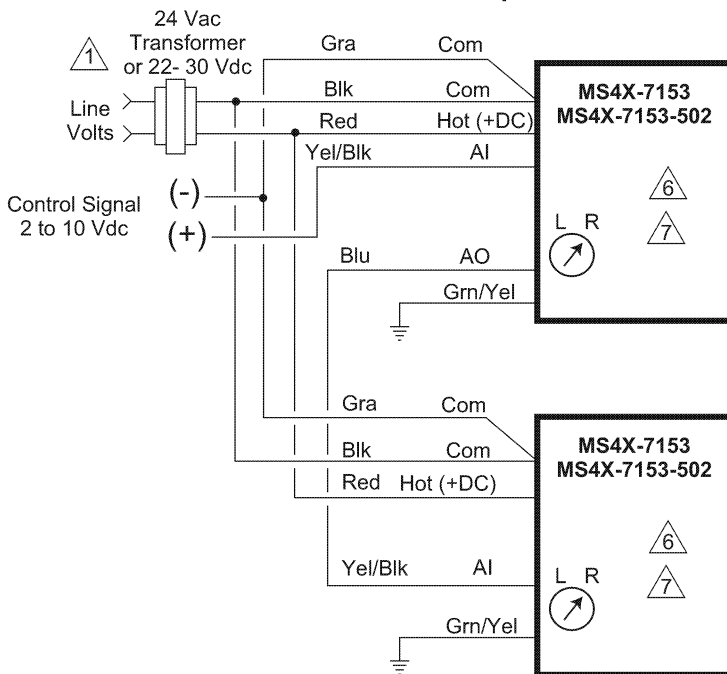 24 Vac
Transformer
or 22- 30 Vdc
1
Line
Volts
Gra Com
Blk Com
Red Hot (+DC)
Yel/Blk AI
Control Signal
2 to 10 Vdc
(-)
(+)
Blu AO
Grn/Yel
MS4X-7153
MS4X-7153-502
6
7
L R
Gra Com
Blk Com
Red Hot (+DC)
Yel/Blk AI
Grn/Yel
MS4X-7153
MS4X-7153-502
6
7
L R